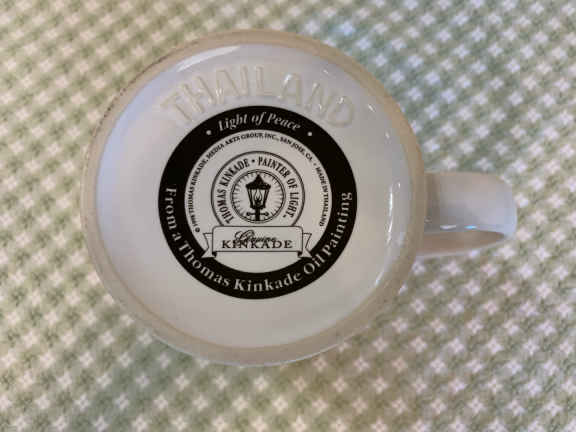 THAILAND
• Light of Peace •
© 1998 THOMAS KINKADE, MEDIA ARTS GROUP, INC., SAN JOSE, CA. • MADE IN THAILAND
THOMAS KINKADE • PAINTER OF LIGHT
KINKADE
From a Thomas Kinkade Oil Painting